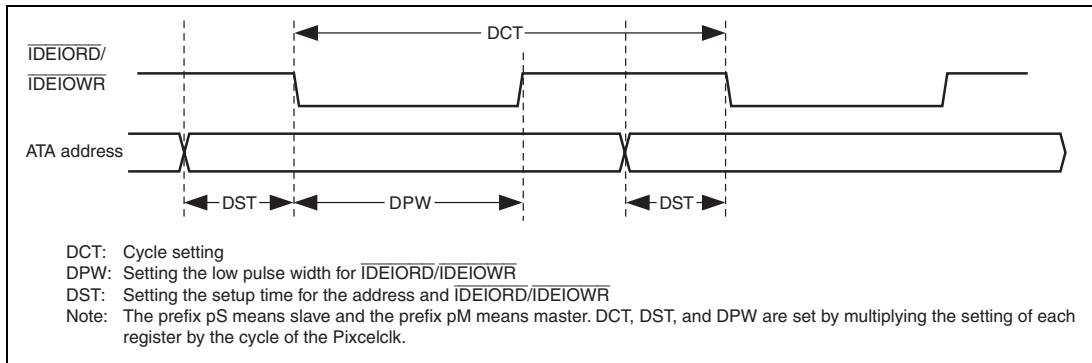 DCT
IDEIORD/
IDEIOWR
ATA address
DST
DPW
DST
DCT: Cycle setting
DPW: Setting the low pulse width for IDEIORD/IDEIOWR
DST: Setting the setup time for the address and IDEIORD/IDEIOWR
Note: The prefix pS means slave and the prefix pM means master. DCT, DST, and DPW are set by multiplying the setting of each
register by the cycle of the Pixcelclk.